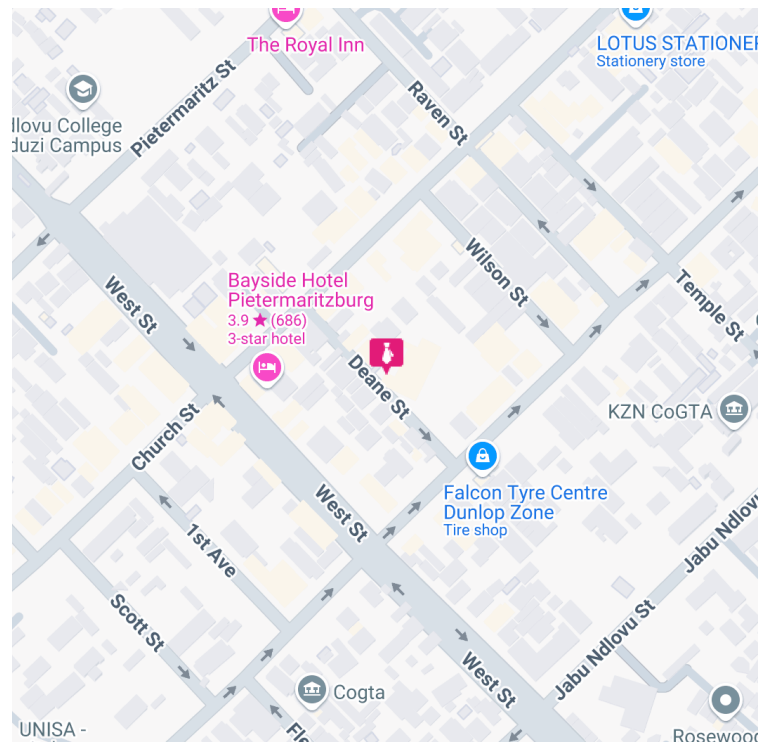 The Royal Inn
LOTUS STATIONER
Stationery store
Pietermaritz St
Raven St
dlovu College
duzi Campus
Wilson St
Bayside Hotel
Pietermaritzburg
3.9 ★ (686)
3-star hotel
West St
Temple St
Deane St
KZN CoGTA
Church St
Falcon Tyre Centre
Dunlop Zone
Tire shop
West St
1st Ave
Jabu Ndlovu
Scott St
Jabu Ndlovu St
West St
Cogta
UNISA -
Fle
Rosewood